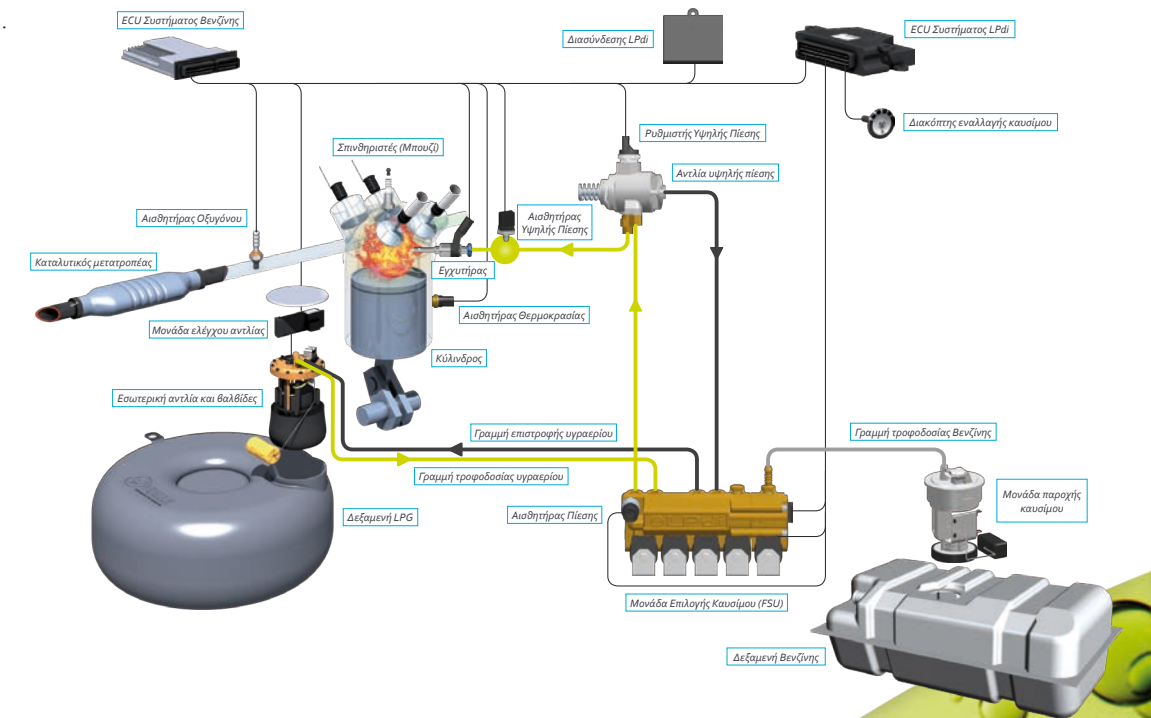 .
ECU Συστήματος Βενζίνης
Διασύνδεσης LPdi
ECU Συστήματος LPdi
Διακόπτης εναλλαγής καυσίμου
Ρυθμιστής Υψηλής Πίεσης
Σπινθηριστές (Μπουζί)
Αντλία υψηλής πίεσης
Αισθητήρας Οξυγόνου
Αισθητήρας
Υψηλής Πίεσης
Καταλυτικός μετατροπέας
Εγχυτήρας
Αισθητήρας Θερμοκρασίας
Μονάδα ελέγχου αντλίας
Κύλινδρος
Εσωτερική αντλία και βαλβίδες
Γραμμή επιστροφής υγραερίου
Γραμμή τροφοδοσίας Βενζίνης
Γραμμή τροφοδοσίας υγραερίου
Μονάδα παροχής
καυσίμου
Δεξαμενή LPG
Αισθητήρας Πίεσης
Μονάδα Επιλογής Καυσίμου (FSU)
Δεξαμενή Βενζίνης